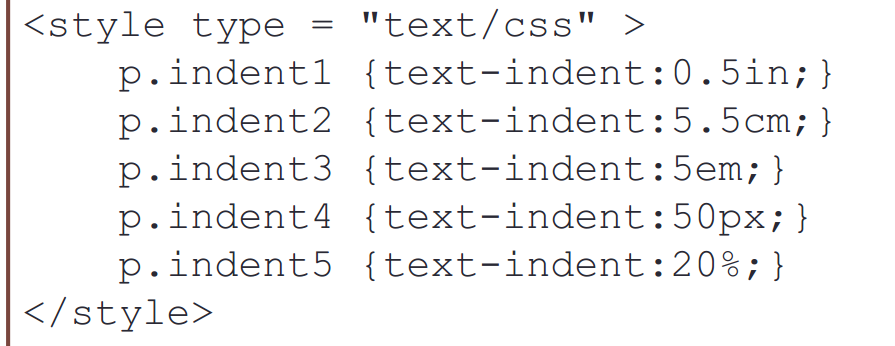 <style type = "text/css" >
p.indent1 {text-indent:0.5in;}
p.indent2 {text-indent:5.5cm;}
p.indent3 {text-indent:5em;}
p.indent4 {text-indent:50px;}
p.indent5 {text-indent:20%;}
</style>